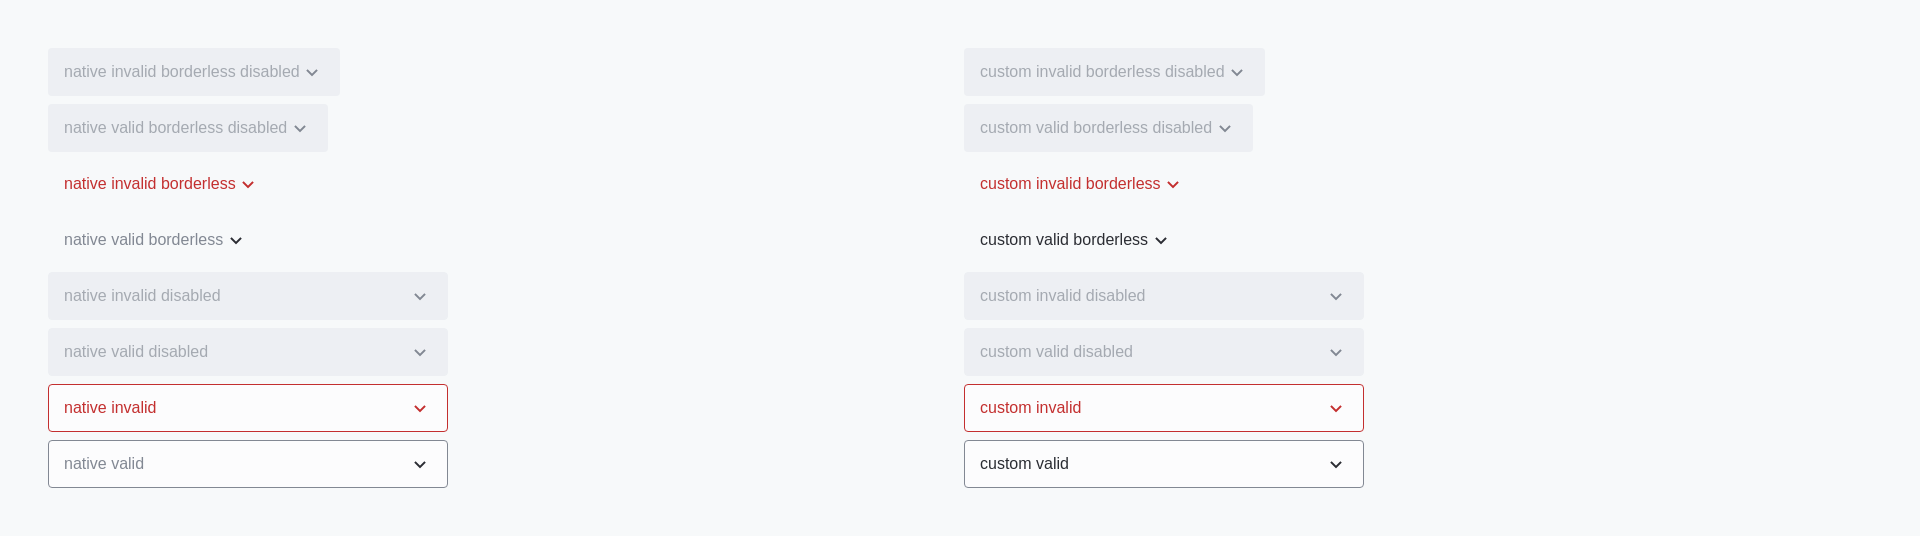 native invalid borderless disabled
native valid borderless disabled
native invalid borderless
native valid borderless
native invalid disabled
native valid disabled
native invalid
native valid
custom invalid borderless disabled
custom valid borderless disabled
custom invalid borderless
custom valid borderless
custom invalid disabled
custom valid disabled
custom invalid
custom valid